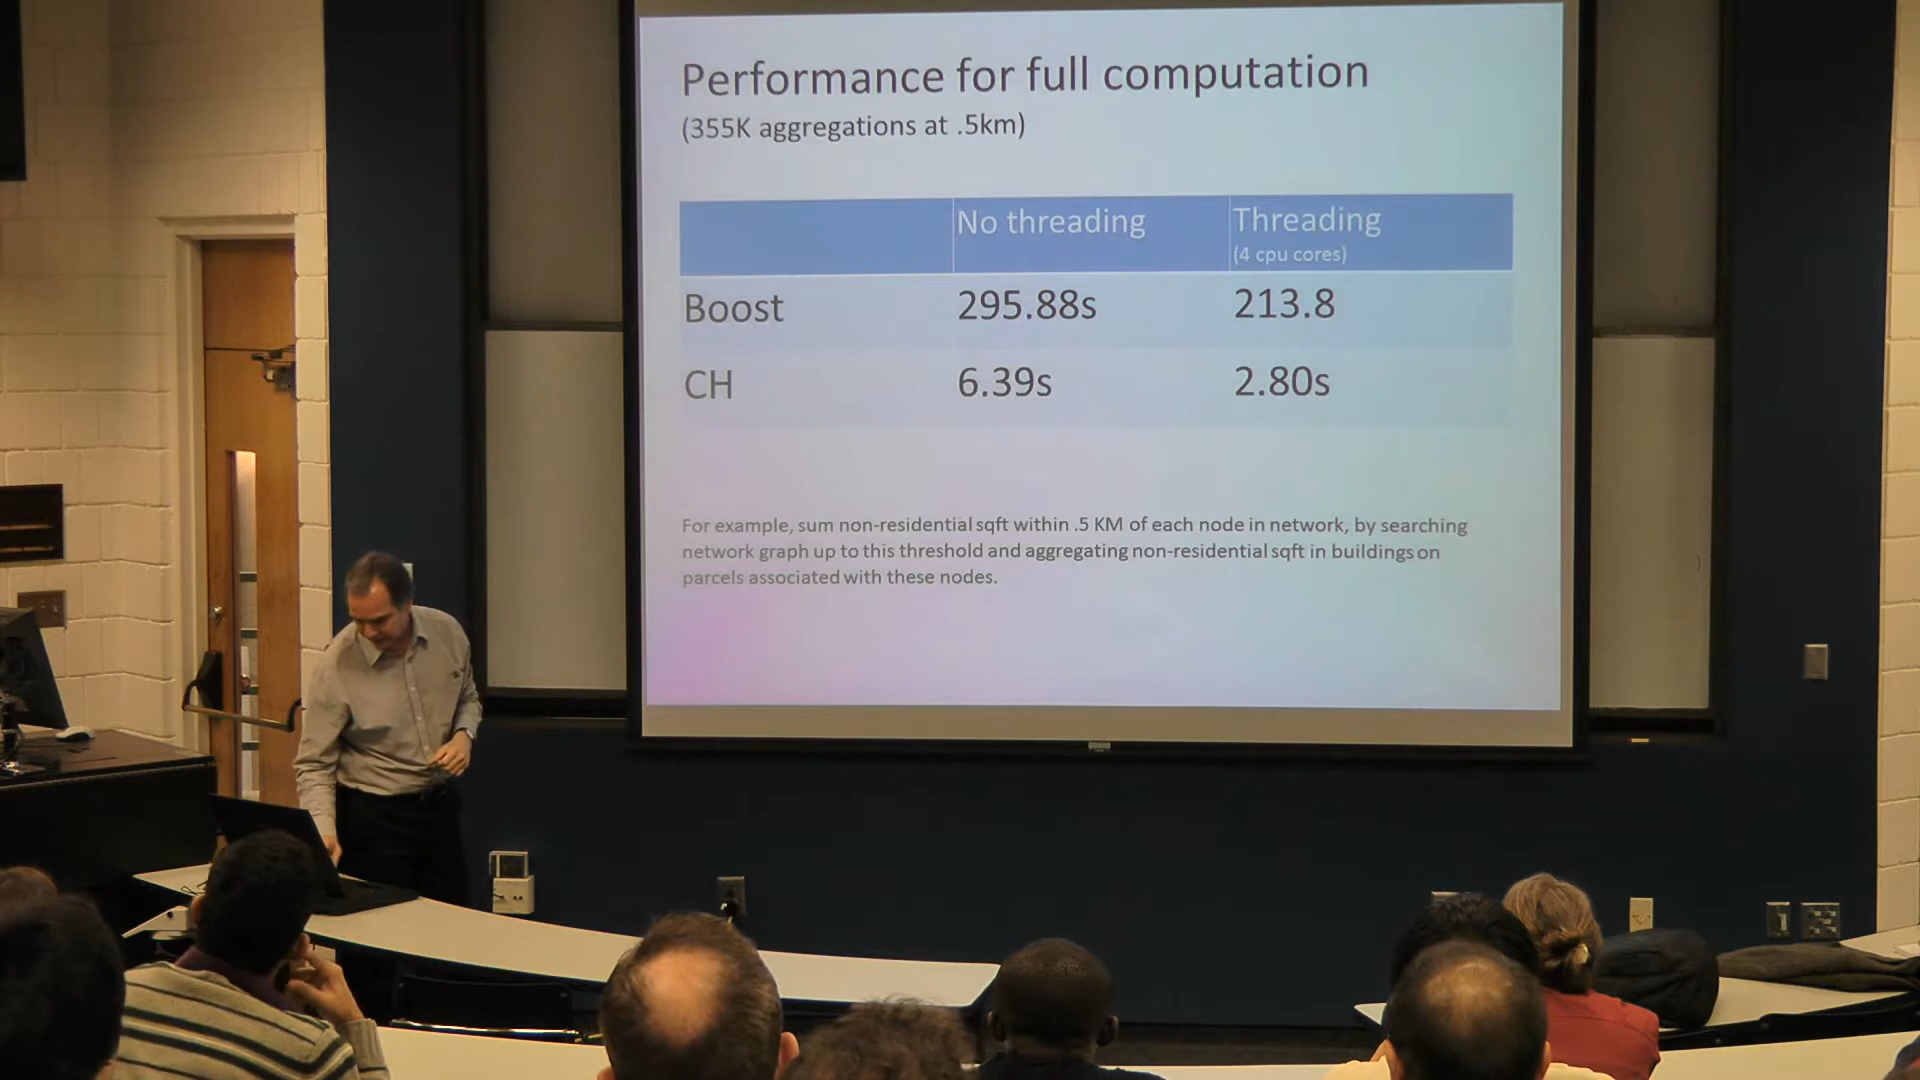 Performance for full computation
(355K aggregations at .5km)
No threading
Threading
(4 cpu cores)
Boost
295.88s
213.8
CH
6.39s
2.80s
For example, sum non-residential sqft within .5 KM of each node in network, by searching
network graph up to this threshold and aggregating non-residential sqft in buildings on
parcels associated with these nodes.